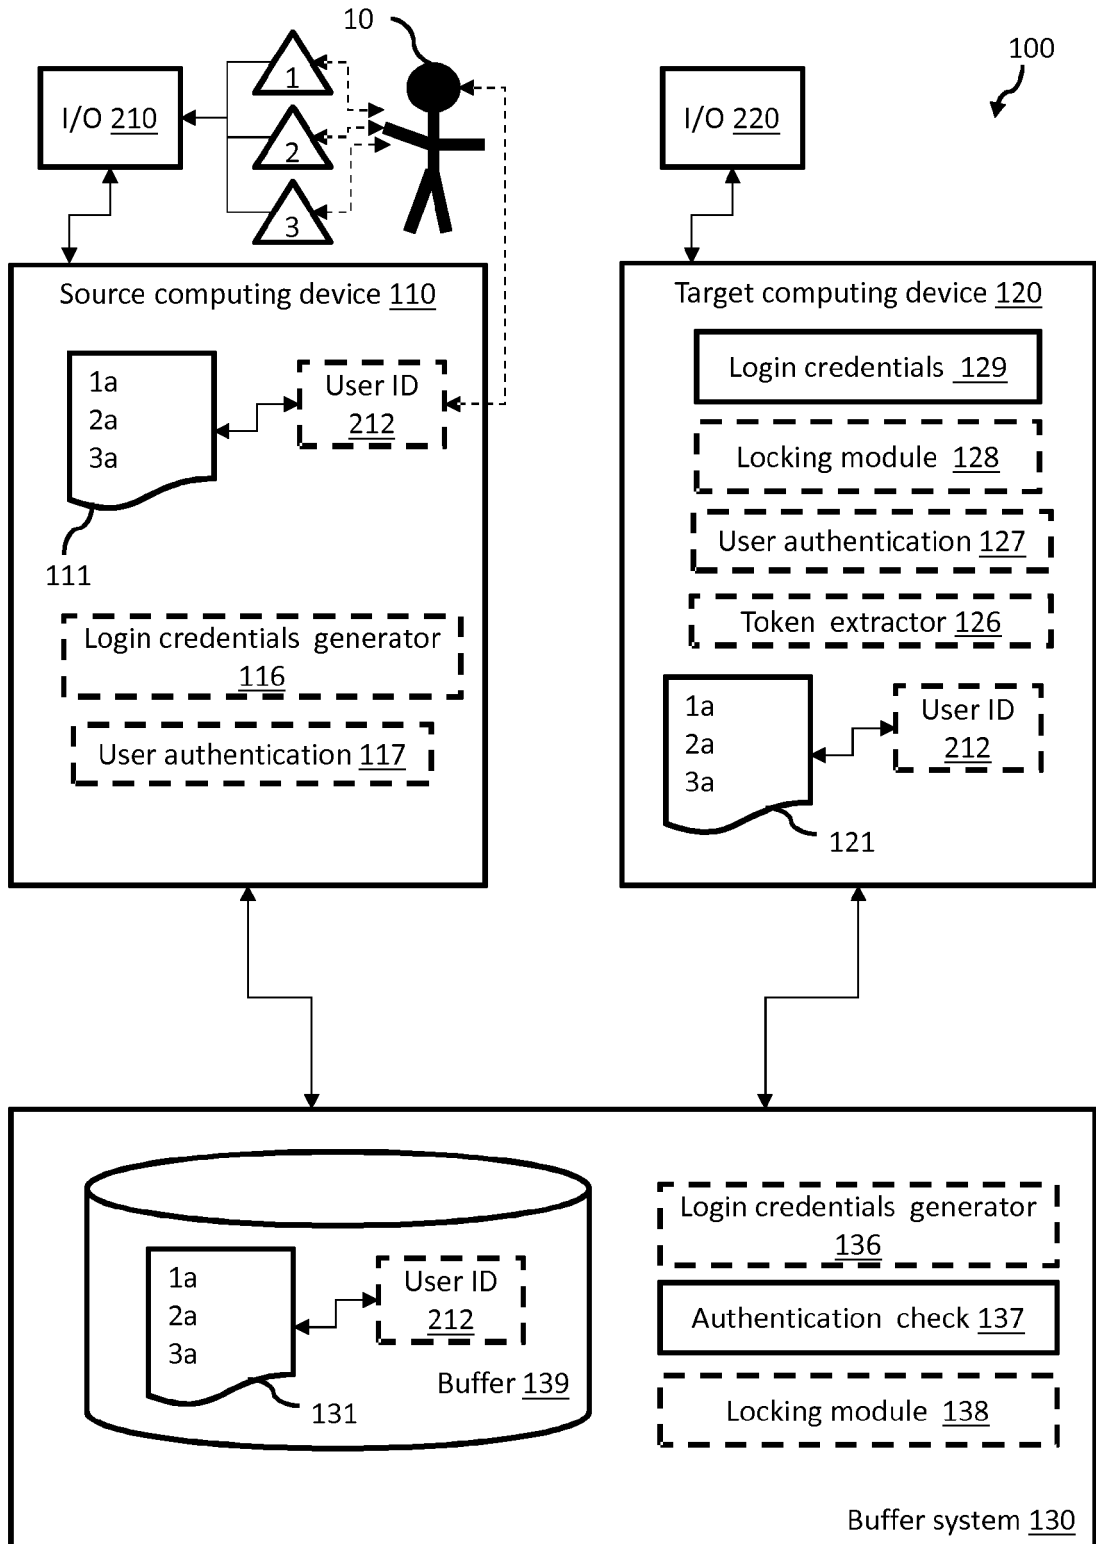 10
100
I/O 210
1
2
3
I/O 220
Source computing device 110
1a
2a
3a
User ID
212
111
Login credentials generator
116
User authentication 117
Target computing device 120
Login credentials 129
Locking module 128
User authentication 127
Token extractor 126
1a
2a
3a
User ID
212
121
1a
2a
3a
User ID
212
131
Buffer 139
Login credentials generator
136
Authentication check 137
Locking module 138
Buffer system 130